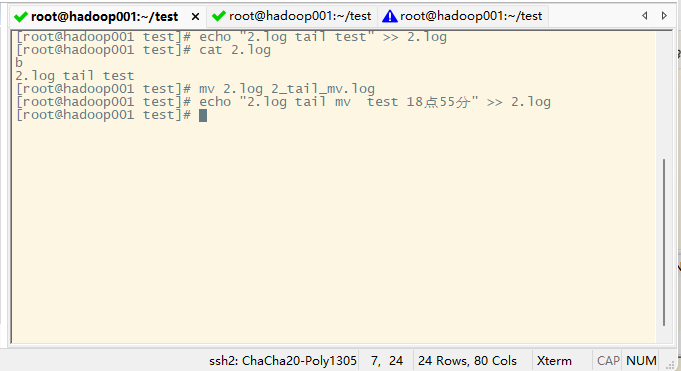 root@hadoop001:~/test × root@hadoop001:~/test root@hadoop001:~/test
[root@hadoop001 test]# echo "2.log tail test" >> 2.log
[root@hadoop001 test]# cat 2.log
b
2.log tail test
[root@hadoop001 test]# mv 2.log 2_tail_mv.log
[root@hadoop001 test]# echo "2.log tail mv  test 18点55分" >> 2.log
[root@hadoop001 test]#
ssh2: ChaCha20-Poly1305 7, 24 24 Rows, 80 Cols Xterm CAP NUM